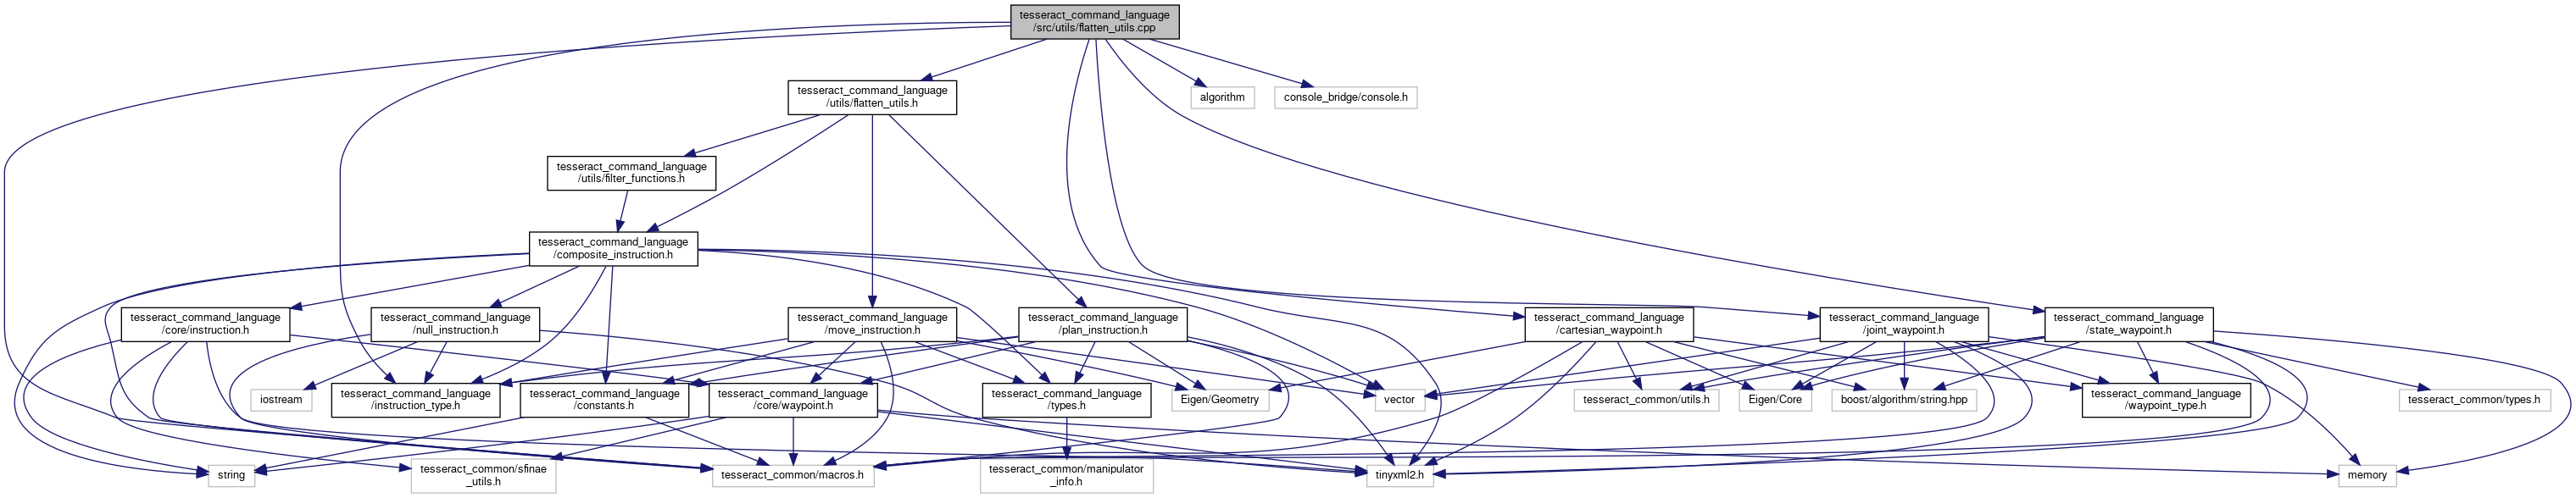 tesseract_command_language
/src/utils/flatten_utils.cpp
tesseract_command_language
/utils/flatten_utils.h
algorithm
console_bridge/console.h
tesseract_command_language
/utils/filter_functions.h
tesseract_command_language
/composite_instruction.h
tesseract_command_language
/core/instruction.h
tesseract_command_language
/null_instruction.h
tesseract_command_language
/move_instruction.h
tesseract_command_language
/plan_instruction.h
tesseract_command_language
/cartesian_waypoint.h
tesseract_command_language
/joint_waypoint.h
tesseract_command_language
/state_waypoint.h
iostream
tesseract_command_language
/instruction_type.h
tesseract_command_language
/constants.h
tesseract_command_language
/core/waypoint.h
tesseract_command_language
/types.h
Eigen/Geometry
vector
tesseract_common/utils.h
Eigen/Core
boost/algorithm/string.hpp
tesseract_command_language
/waypoint_type.h
tesseract_common/types.h
string
tesseract_common/sfinae
_utils.h
tesseract_common/macros.h
tesseract_common/manipulator
_info.h
tinyxml2.h
memory